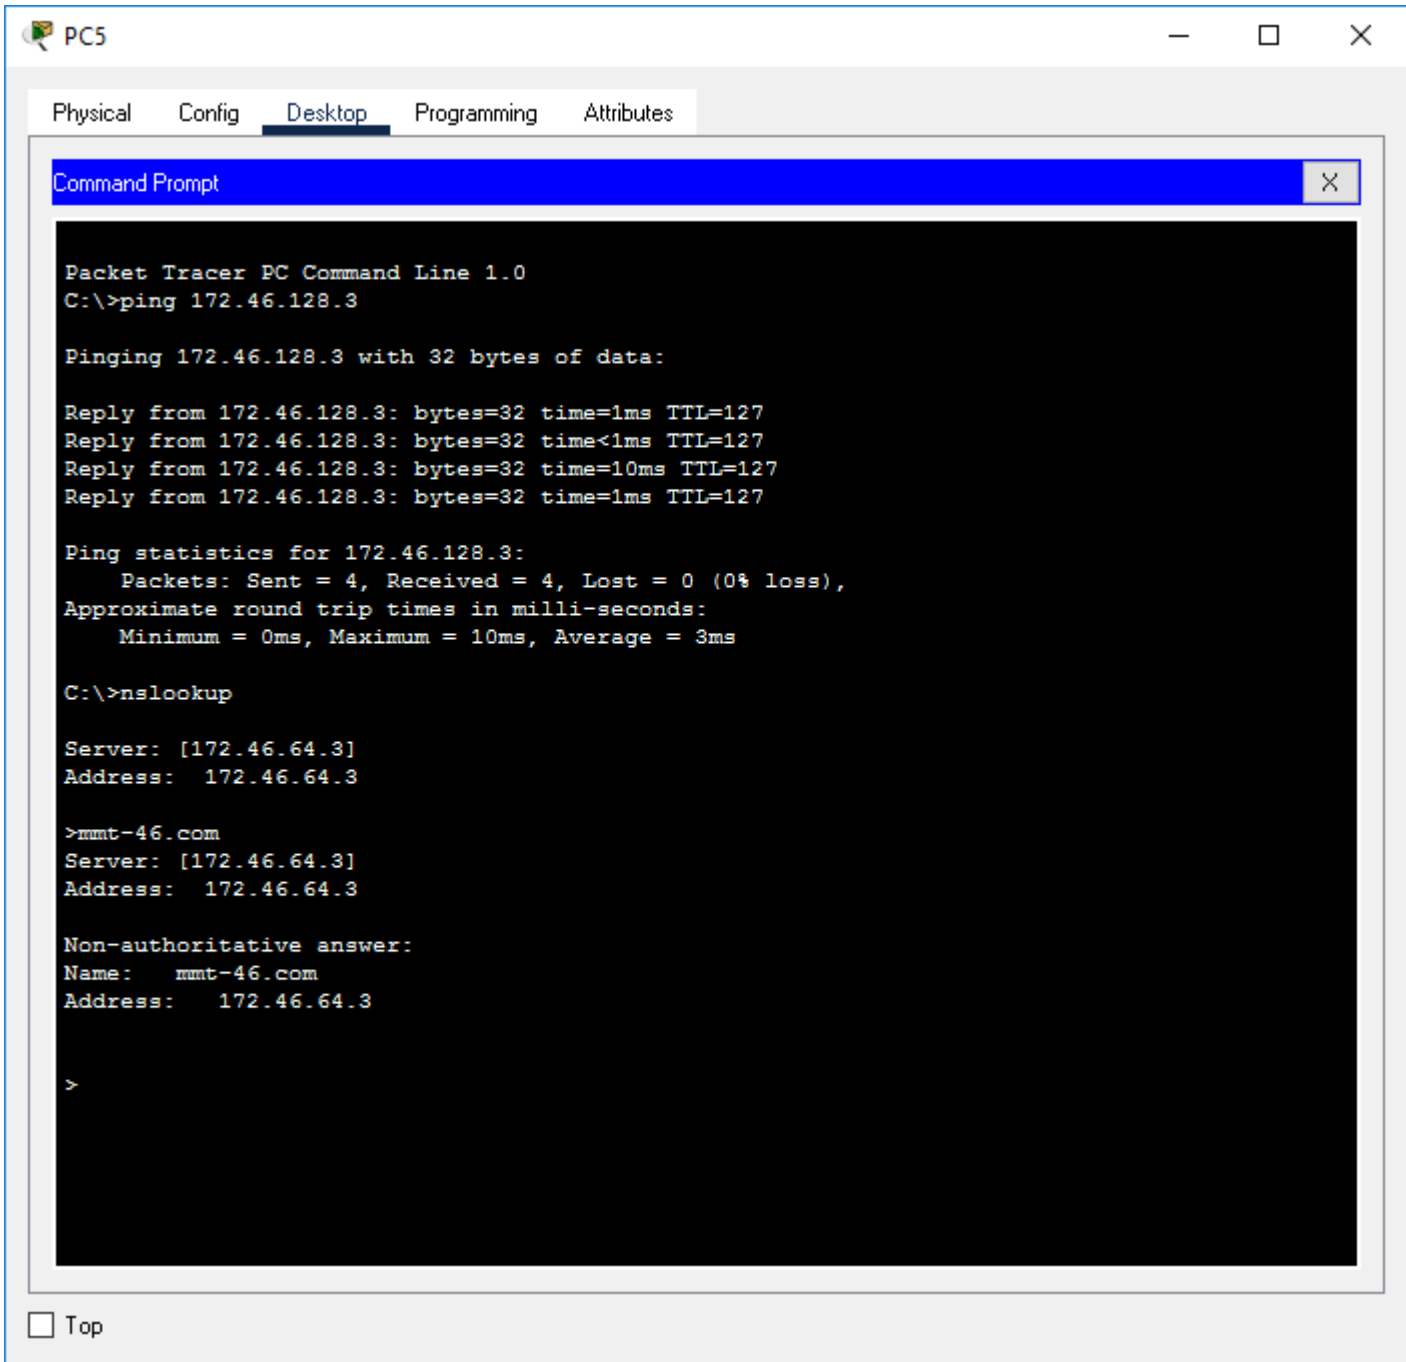 PC5
Physical Config Desktop Programming Attributes
Command Prompt X
Packet Tracer PC Command Line 1.0
C:\>ping 172.46.128.3
Pinging 172.46.128.3 with 32 bytes of data:
Reply from 172.46.128.3: bytes=32 time=1ms TTL=127
Reply from 172.46.128.3: bytes=32 time<1ms TTL=127
Reply from 172.46.128.3: bytes=32 time=10ms TTL=127
Reply from 172.46.128.3: bytes=32 time=1ms TTL=127
Ping statistics for 172.46.128.3:
Packets: Sent = 4, Received = 4, Lost = 0 (0% loss),
Approximate round trip times in milli-seconds:
Minimum = 0ms, Maximum = 10ms, Average = 3ms
C:\>nslookup
Server: [172.46.64.3]
Address:  172.46.64.3
>mmt-46.com
Server: [172.46.64.3]
Address:  172.46.64.3
Non-authoritative answer:
Name:   mmt-46.com
Address:   172.46.64.3
>
Top